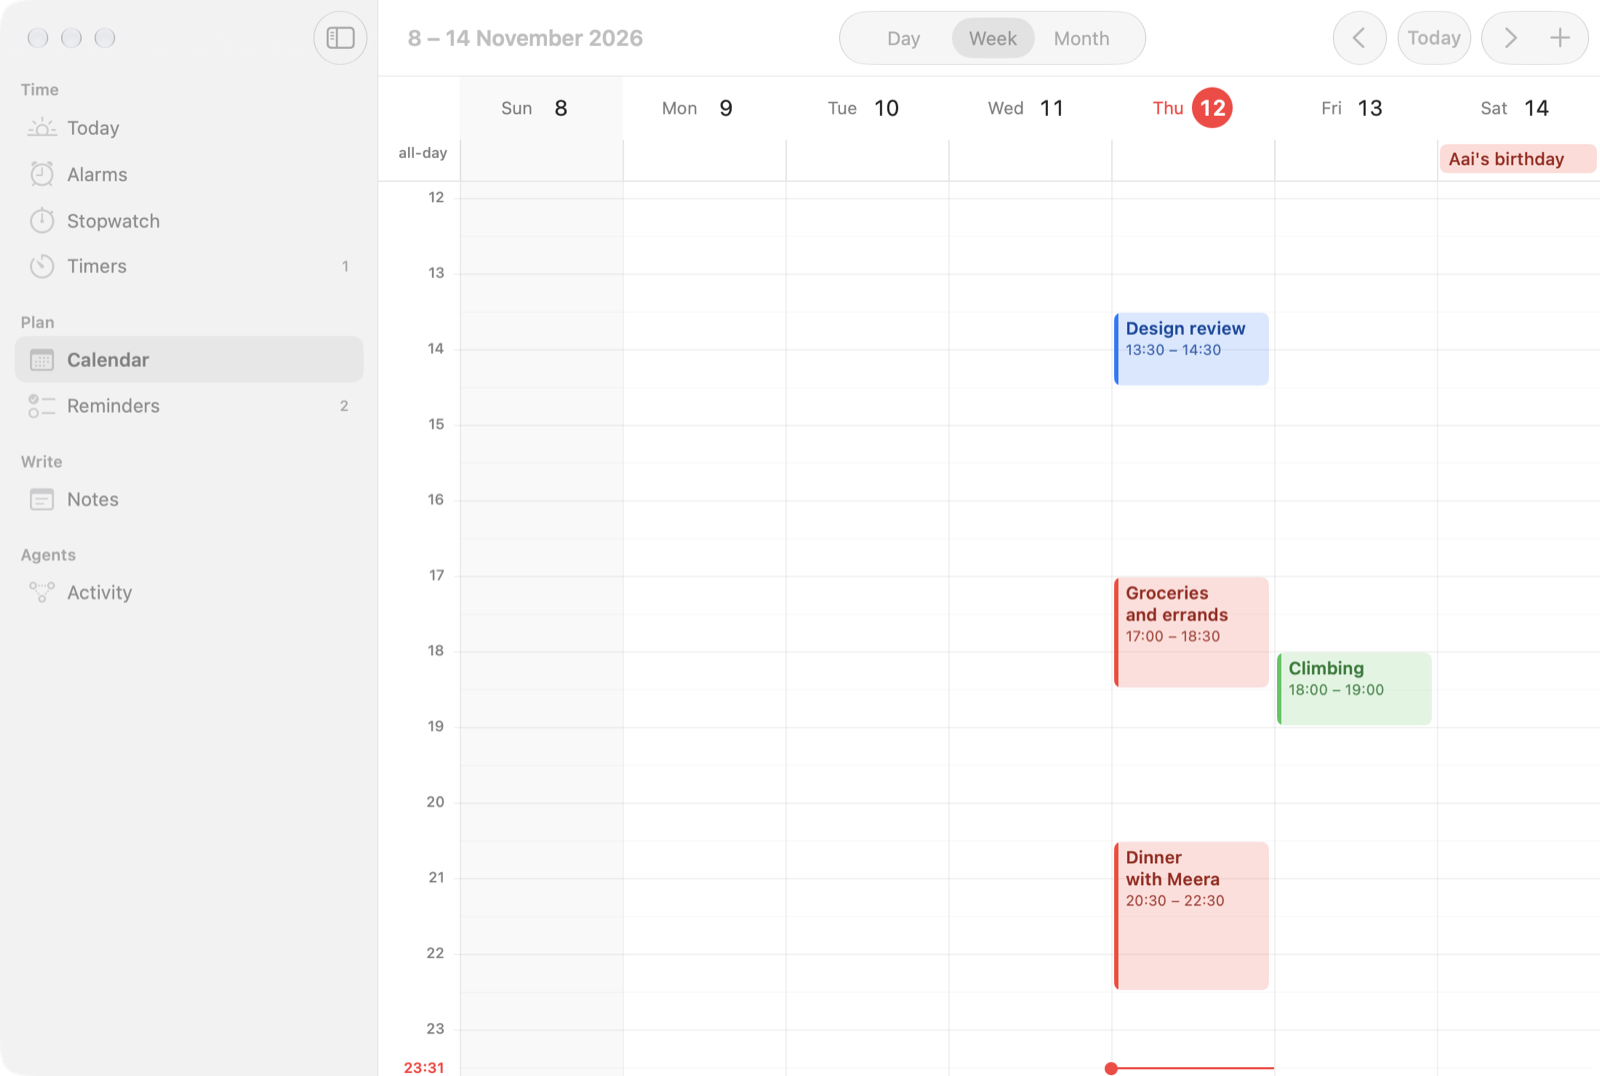 Time
Today
Alarms
Stopwatch
Timers 1
Plan
Calendar
Reminders 2
Write
Notes
Agents
Activity
8 – 14 November 2026
Day Week Month
Today
Sun 8 Mon 9 Tue 10 Wed 11 Thu 12 Fri 13 Sat 14
all-day
Aai's birthday
12
13
Design review
13:30 – 14:30
14
15
16
17
Groceries
and errands
17:00 – 18:30
18
Climbing
18:00 – 19:00
19
20
Dinner
with Meera
20:30 – 22:30
21
22
23
23:31